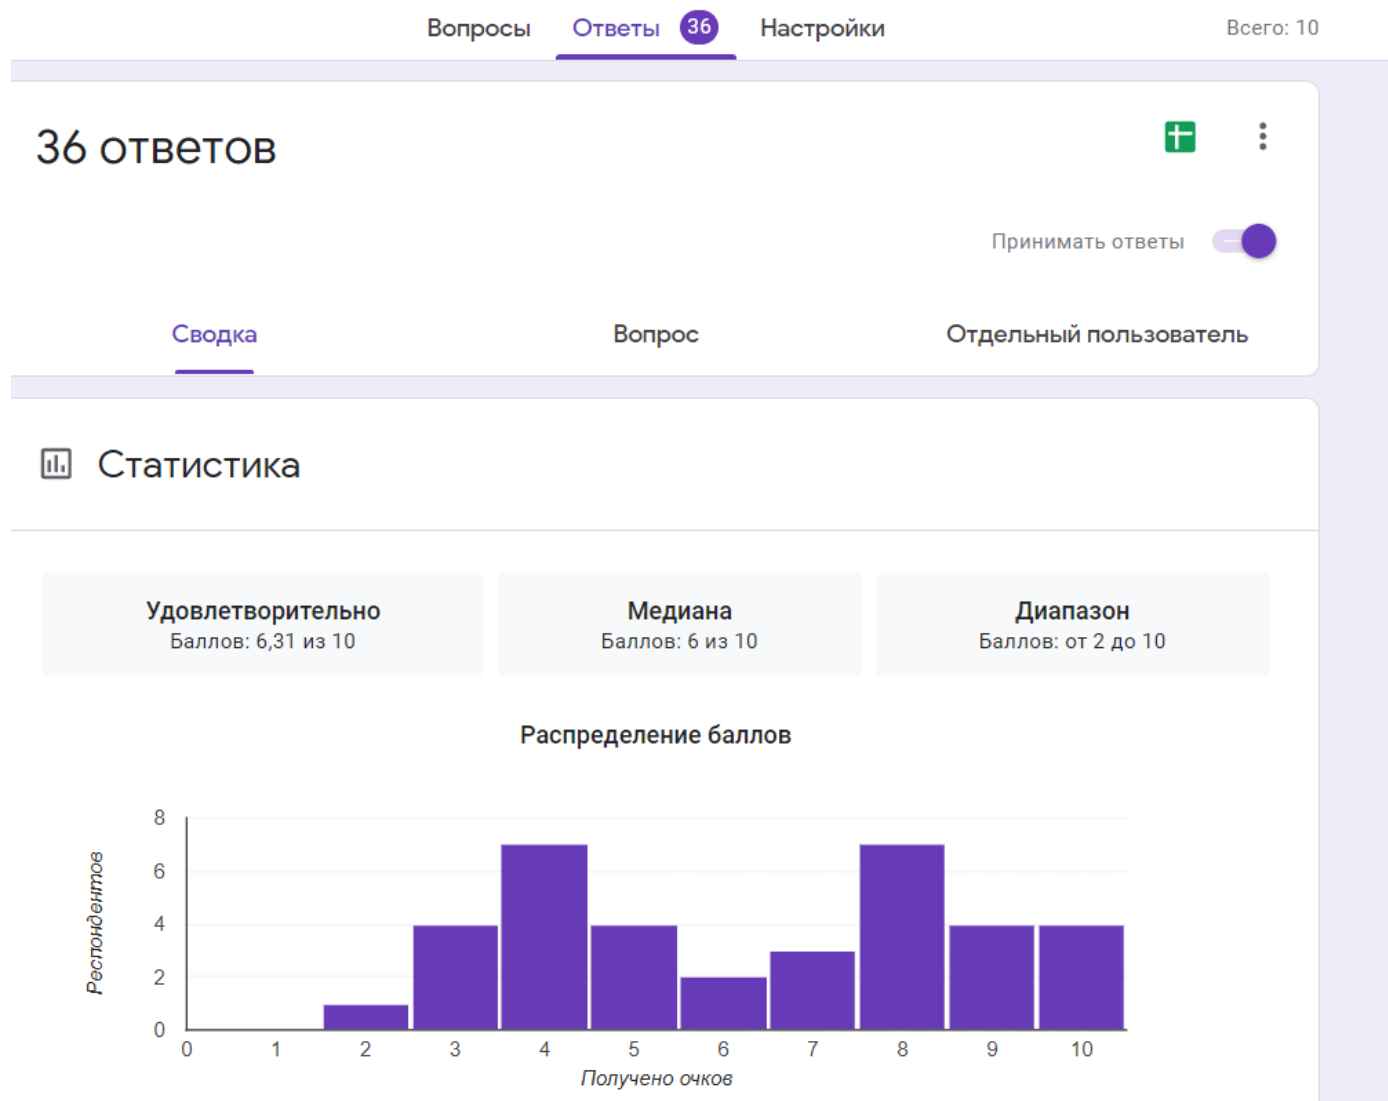 Вопросы Ответы 36 Настройки Всего: 10
36 ответов
Принимать ответы
Сводка Вопрос Отдельный пользователь
Статистика
Удовлетворительно Медиана Диапазон
Баллов: 6,31 из 10 Баллов: 6 из 10 Баллов: от 2 до 10
Распределение баллов
Респондентов
8
6
4
2
0
0 1 2 3 4 5 6 7 8 9 10
Получено очков